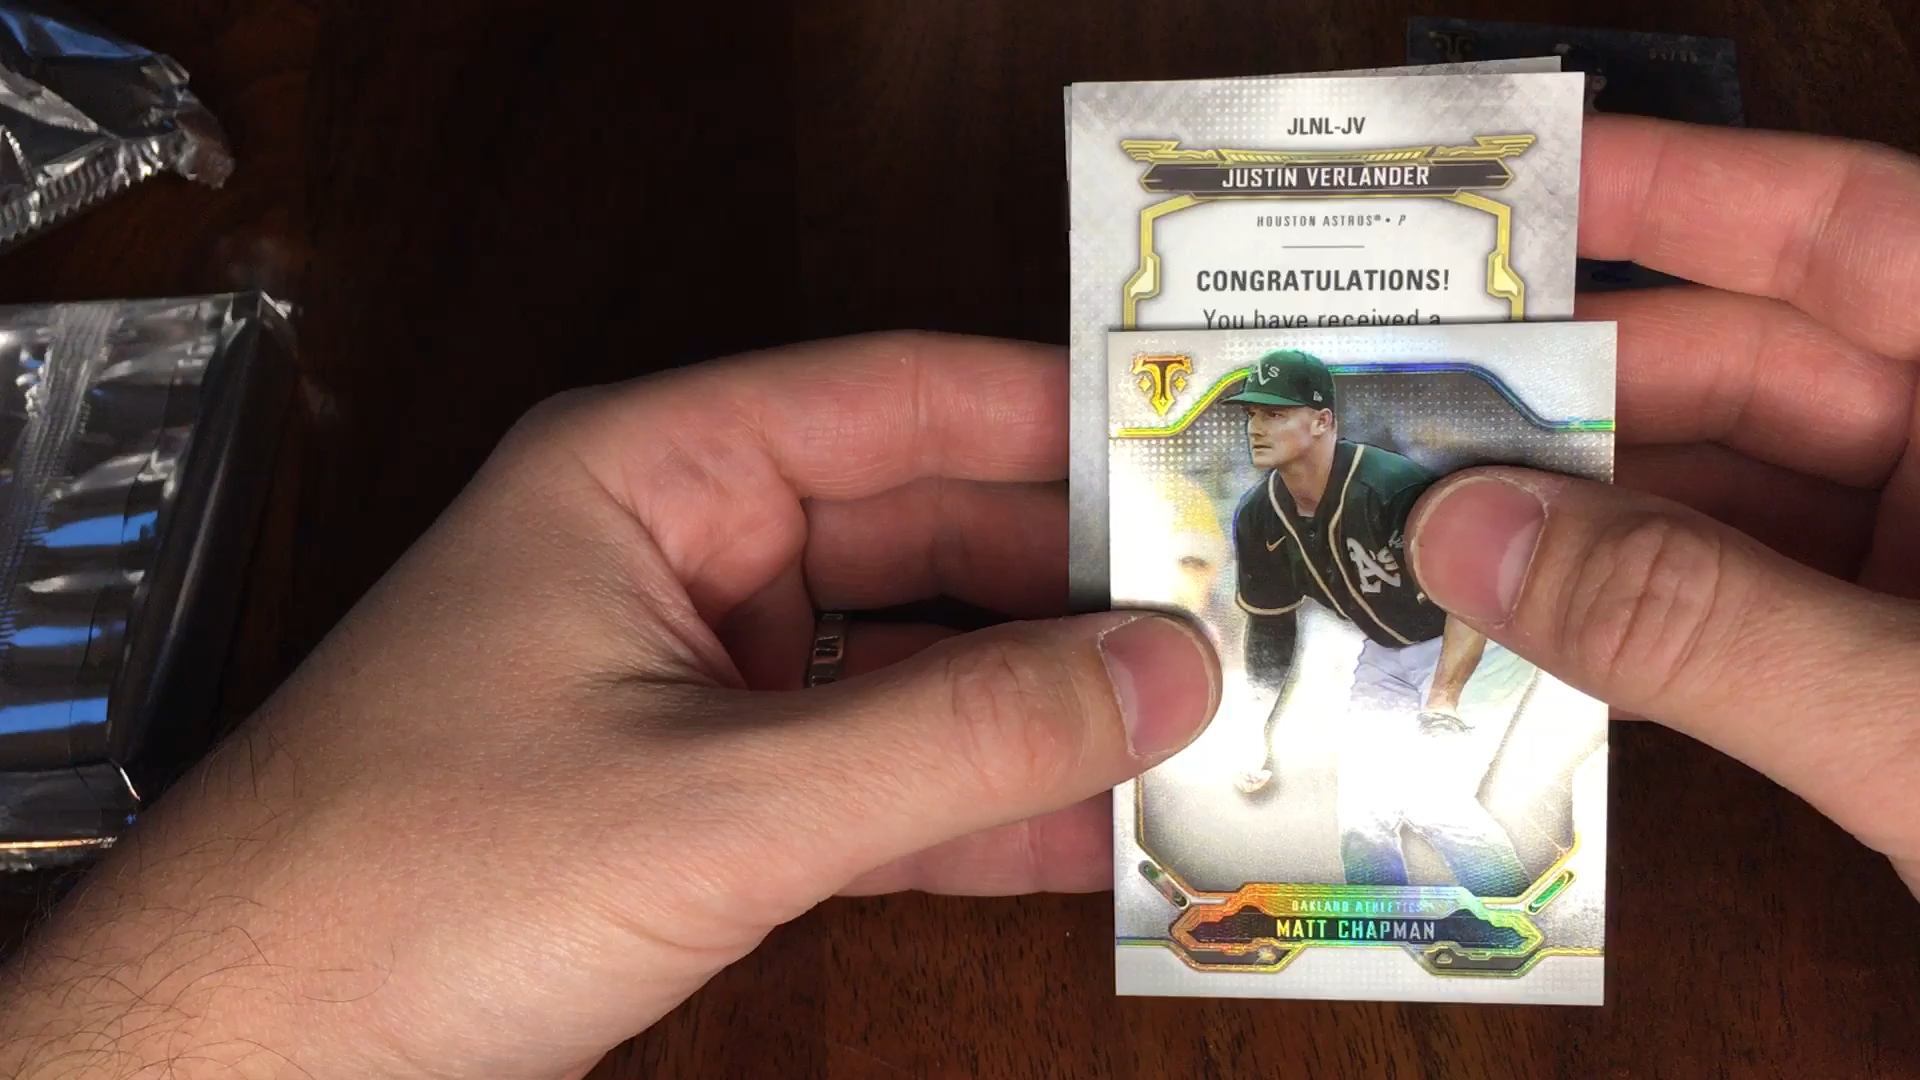 JLNL-JV
JUSTIN VERLANDER
HOUSTON ASTROS® • P
CONGRATULATIONS!
You have received a
T
A's
A's
OAKLAND ATHLETICS
MATT CHAPMAN